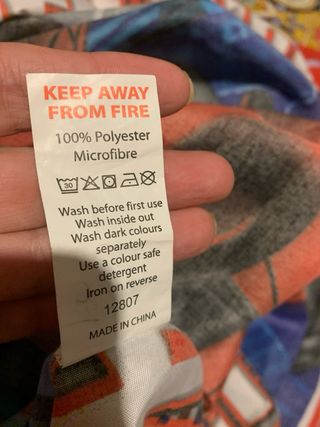 KEEP AWAY
FROM FIRE
100% Polyester
Microfibre
30
Wash before first use
Wash inside out
Wash dark colours
separately
Use a colour safe
detergent
Iron on reverse
12807
MADE IN CHINA